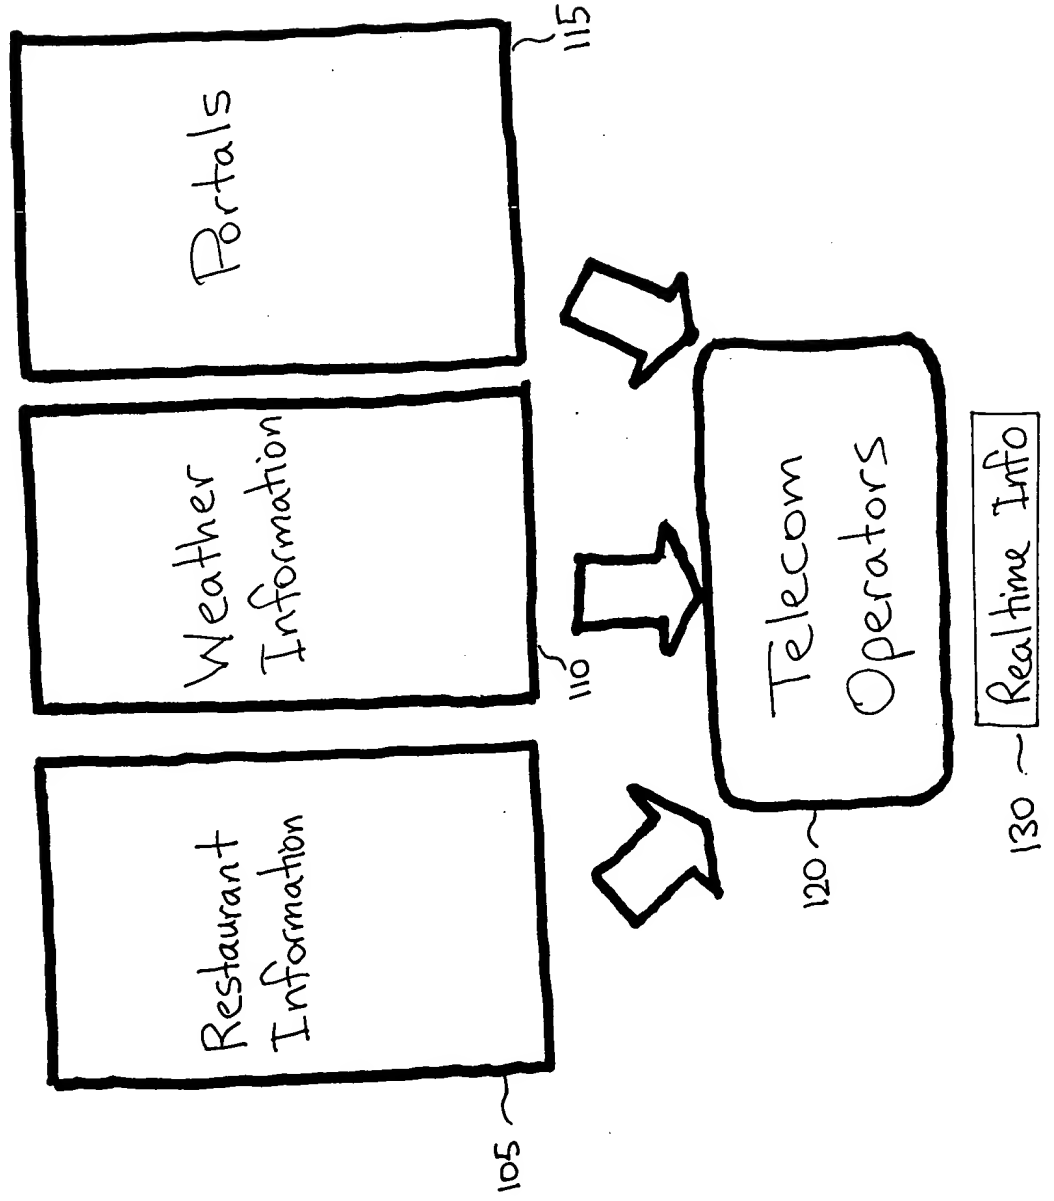 Restaurant
Information
105
Weather
Information
110
Portals
115
Telecom
Operators
120
130
Realtime Info